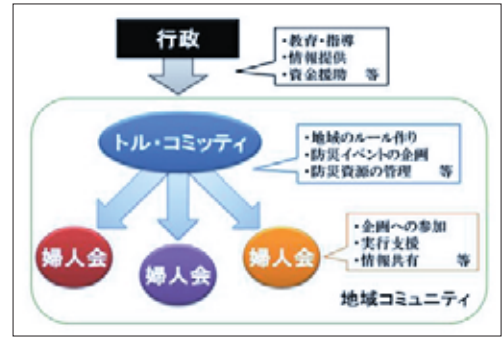 行政
・教育・指導
・情報提供
・資金援助 等
トル・コミッティ
・地域のルール作り
・防災イベントの企画
・防災資源の管理 等
婦人会
婦人会
婦人会
・企画への参加
・実行支援
・情報共有 等
地域コミュニティ